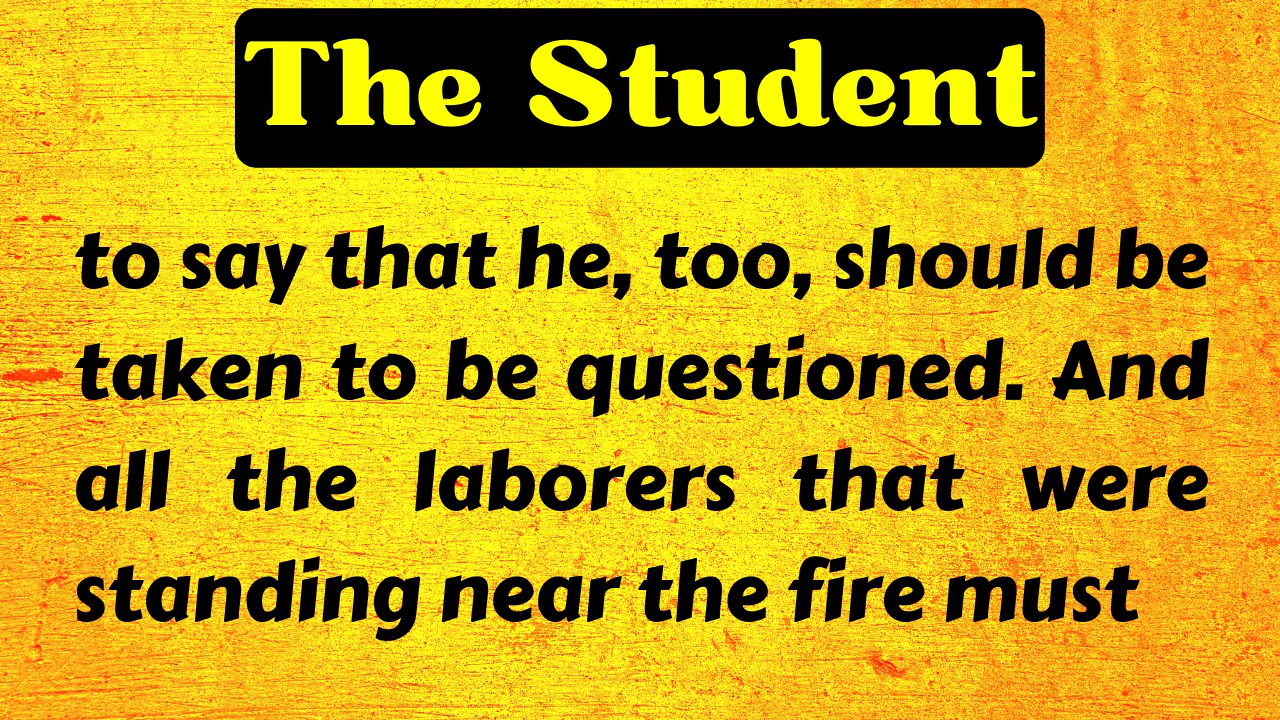 The Student
to say that he, too, should be
taken to be questioned. And
all the laborers that were
standing near the fire must